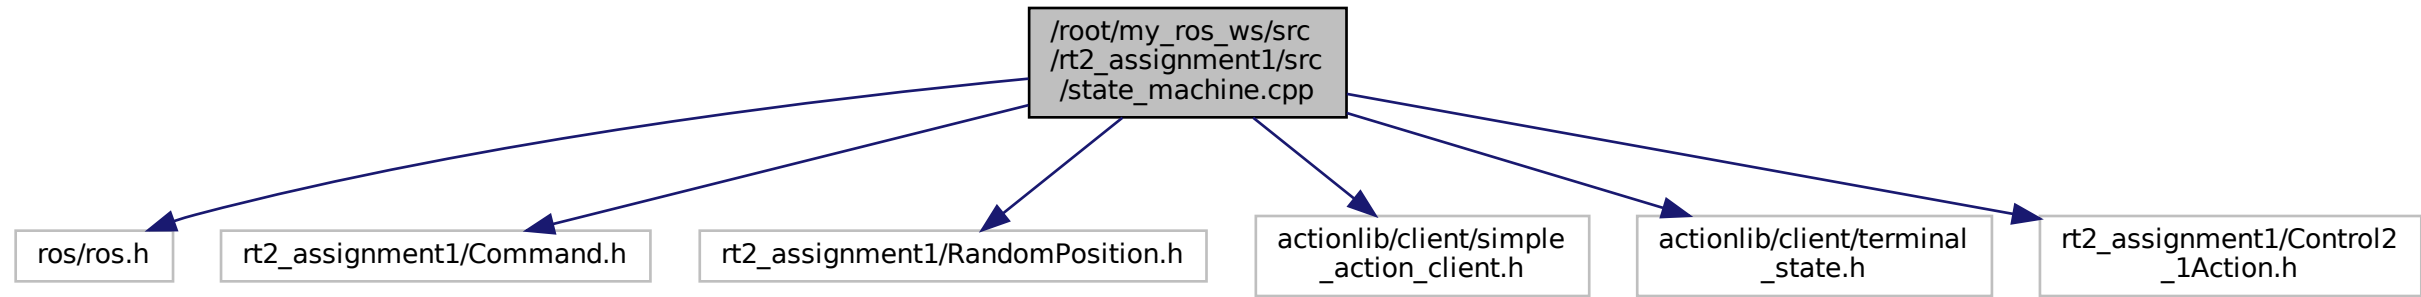 /root/my_ros_ws/src
/rt2_assignment1/src
/state_machine.cpp
ros/ros.h
rt2_assignment1/Command.h
rt2_assignment1/RandomPosition.h
actionlib/client/simple
_action_client.h
actionlib/client/terminal
_state.h
rt2_assignment1/Control2
_1Action.h